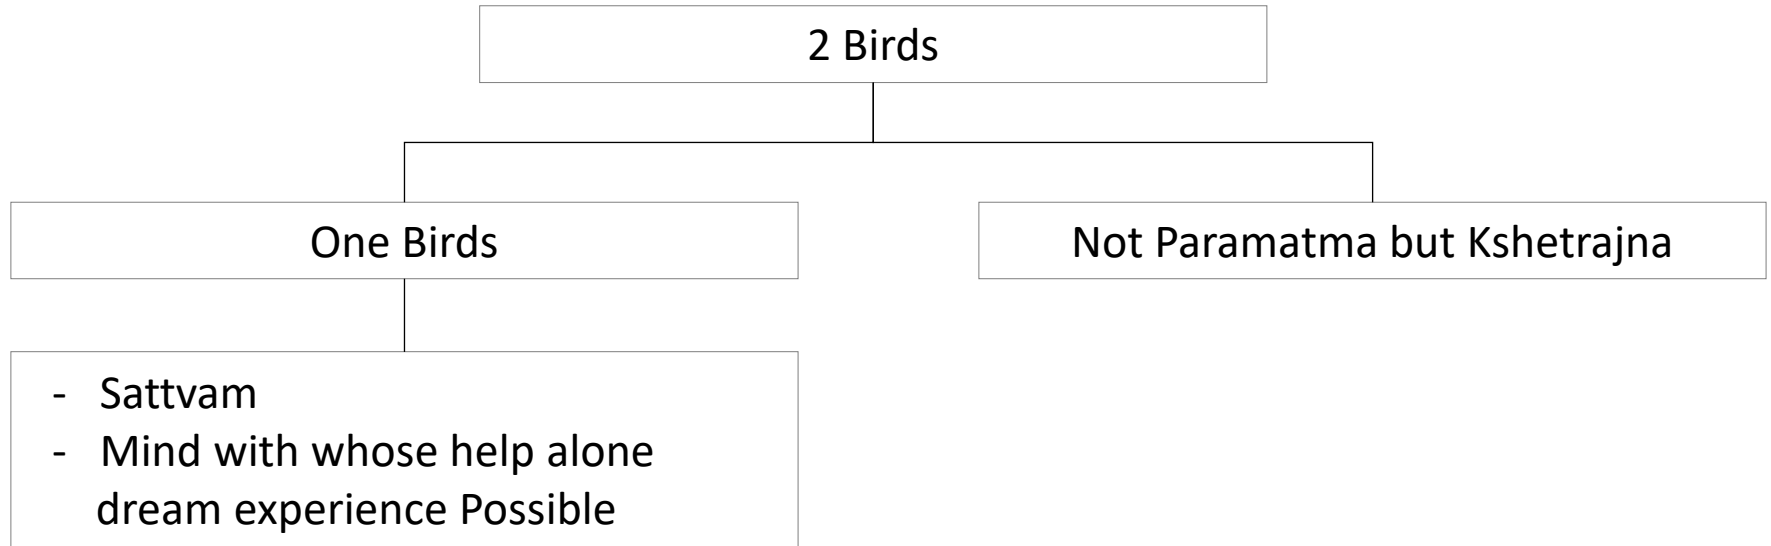 2 Birds
One Birds
Not Paramatma but Kshetrajna
- Sattvam
- Mind with whose help alone
dream experience Possible